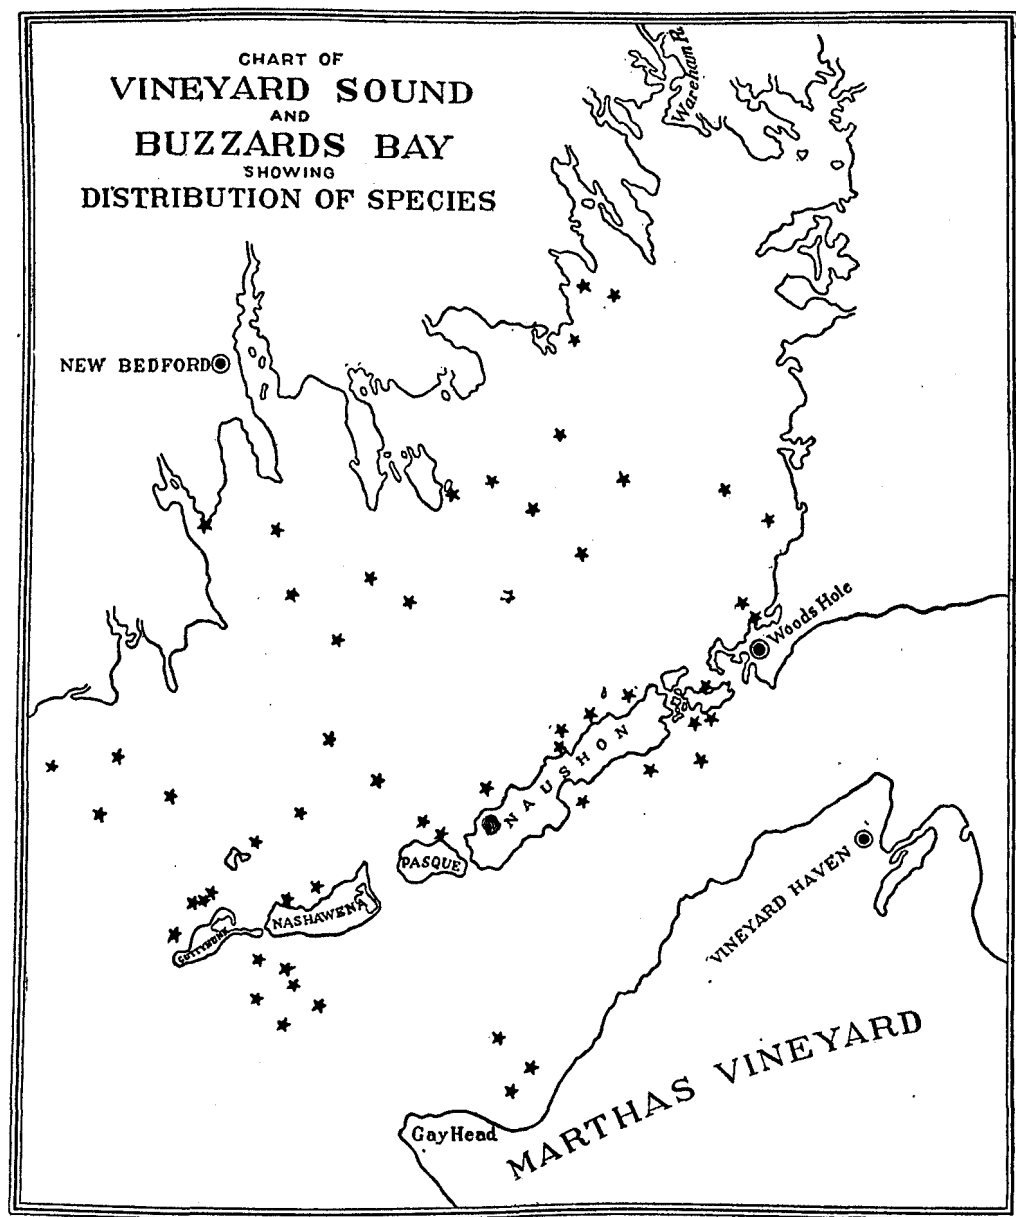 CHART OF
VINEYARD SOUND
AND
BUZZARDS BAY
SHOWING
DISTRIBUTION OF SPECIES
Wareham R.
NEW BEDFORD
Woods Hole
NAUSHON
PASQUE
NASHAWENA
CUTTYHUNK
VINEYARD HAVEN
MARTHAS VINEYARD
Gay Head